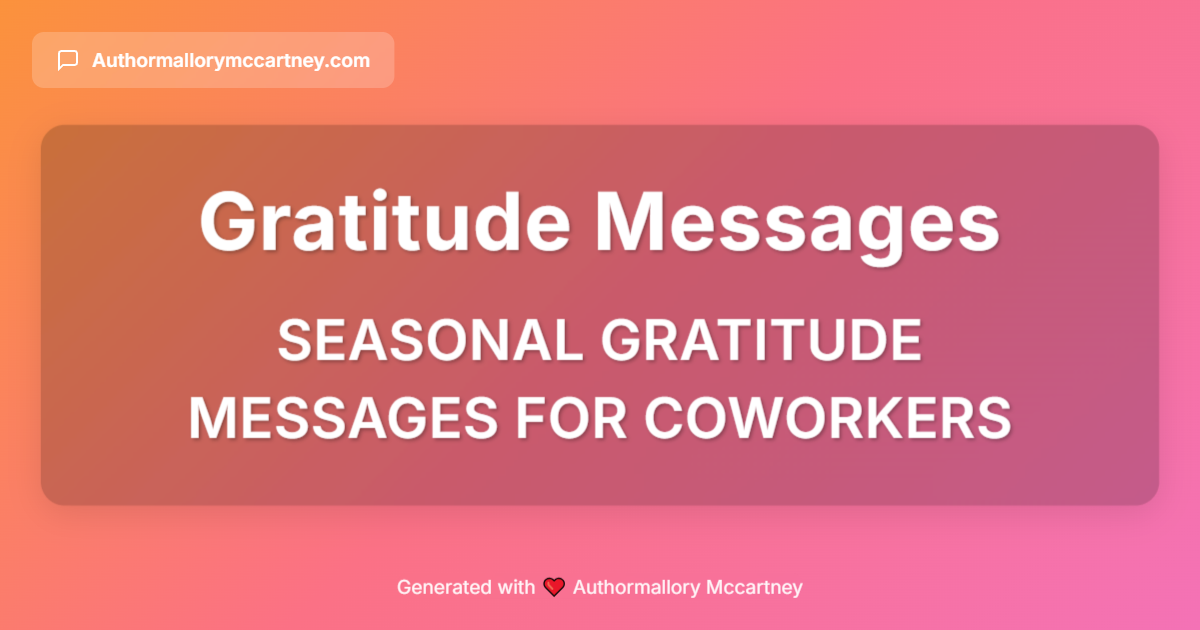 Authormallorymccartney.com
Gratitude Messages
SEASONAL GRATITUDE
MESSAGES FOR COWORKERS
Generated with ❤️ Authormallory Mccartney